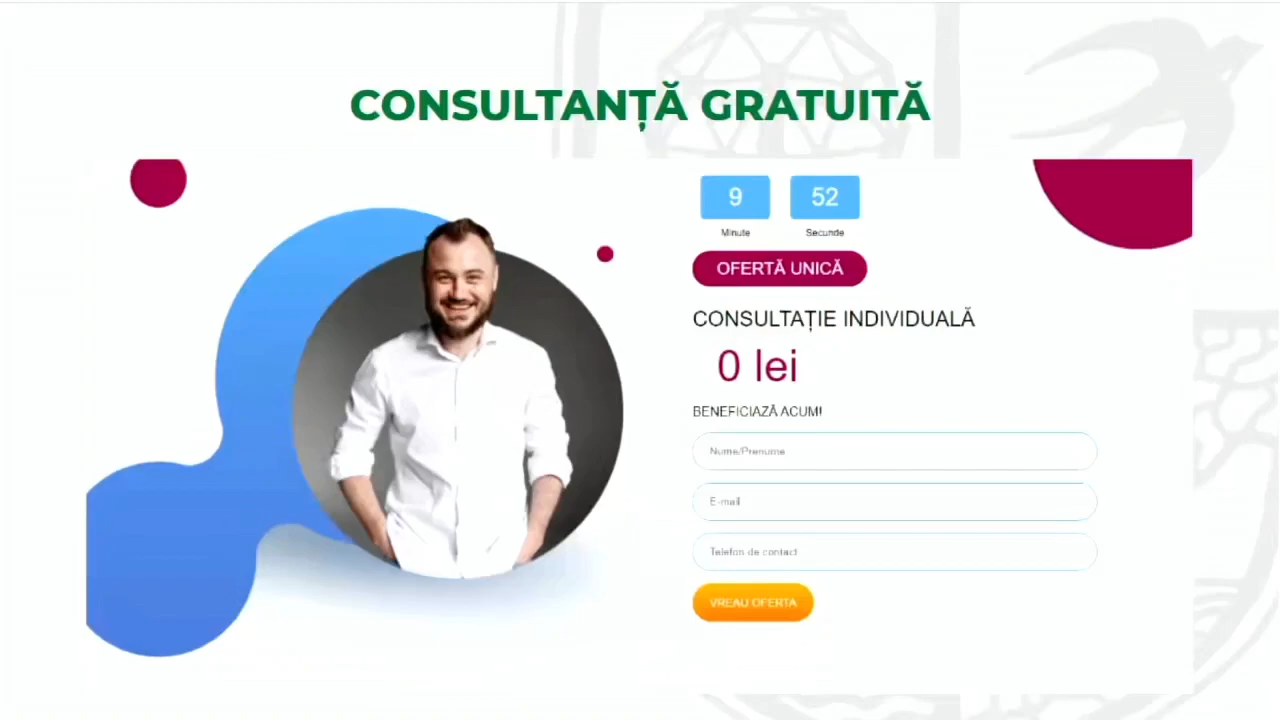 CONSULTANȚĂ GRATUITĂ
9 52
Minute Secunde
OFERTĂ UNICĂ
CONSULTAȚIE INDIVIDUALĂ
0 lei
BENEFICIAZĂ ACUM!
Nume/Prenume
E-mail
Telefon de contact
VREAU OFERTA